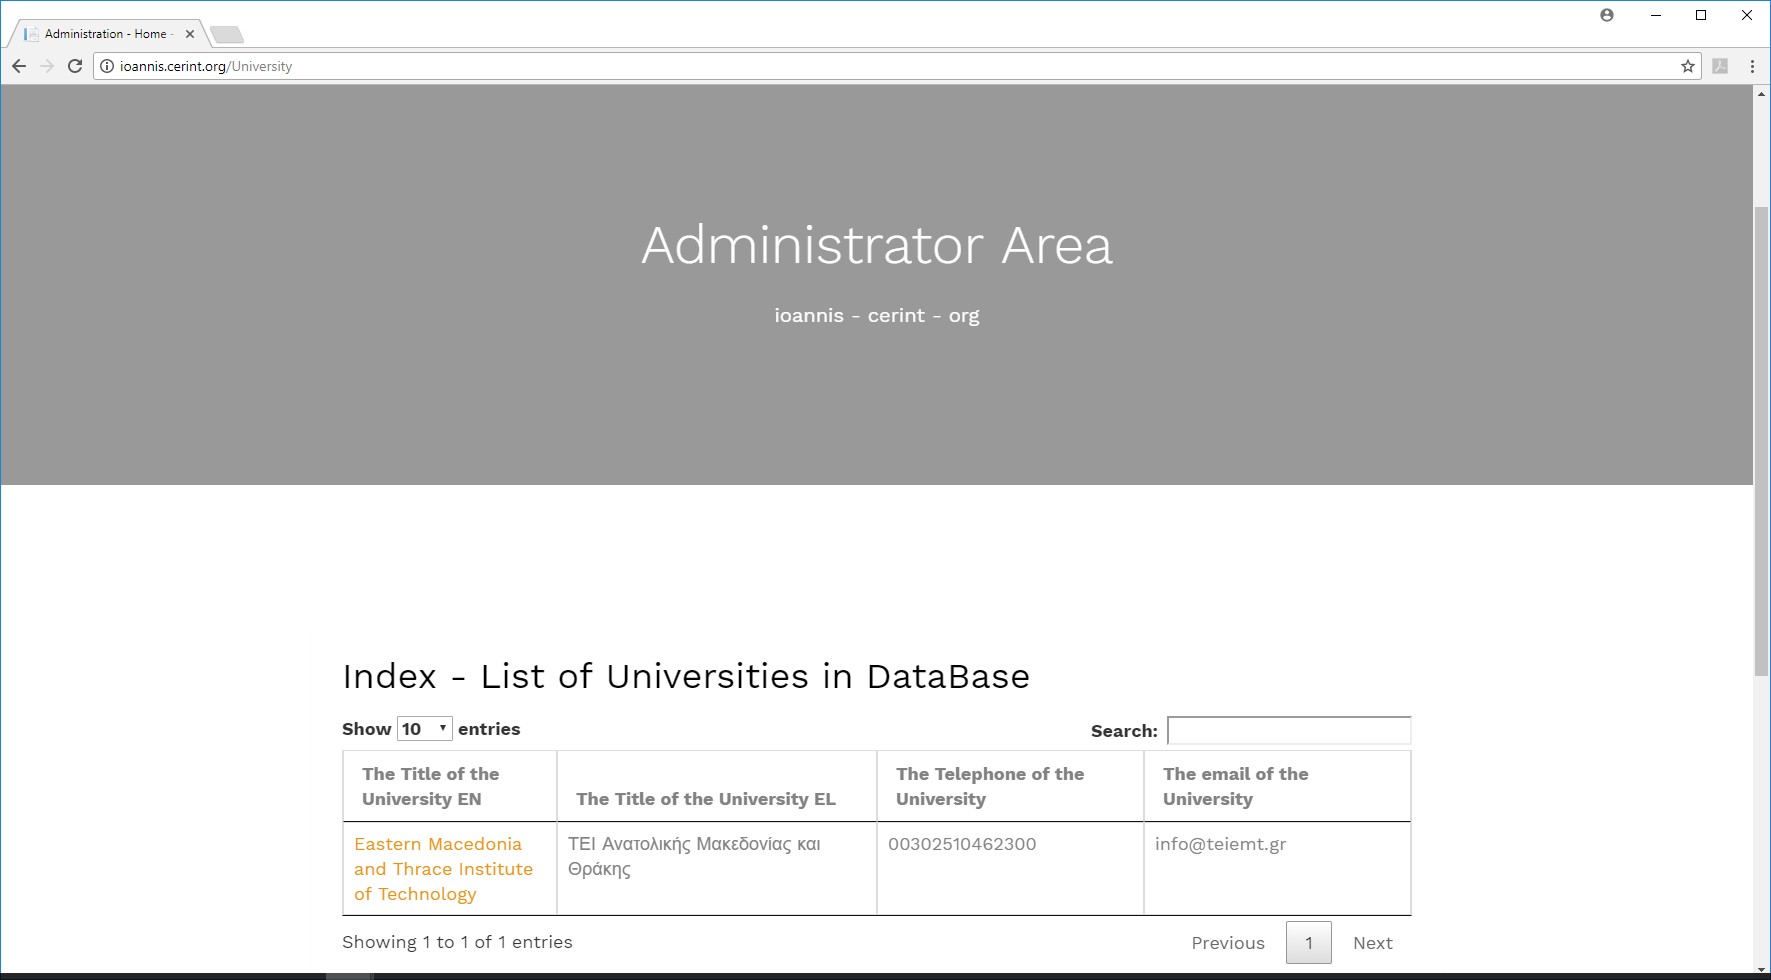 Administration - Home -
ioannis.cerint.org/University
Administrator Area
ioannis - cerint - org
Index - List of Universities in DataBase
Show 10 entries
Search:
The Title of the University EN
The Title of the University EL
The Telephone of the University
The email of the University
Eastern Macedonia and Thrace Institute of Technology
ΤΕΙ Ανατολικής Μακεδονίας και Θράκης
00302510462300
info@teiemt.gr
Showing 1 to 1 of 1 entries
Previous 1 Next